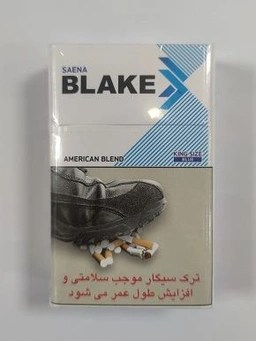 SAENA
BLAKE
AMERICAN BLEND
KING SIZE
BLUE
ترک سیگار موجب سلامتی و
افزایش طول عمر می شود